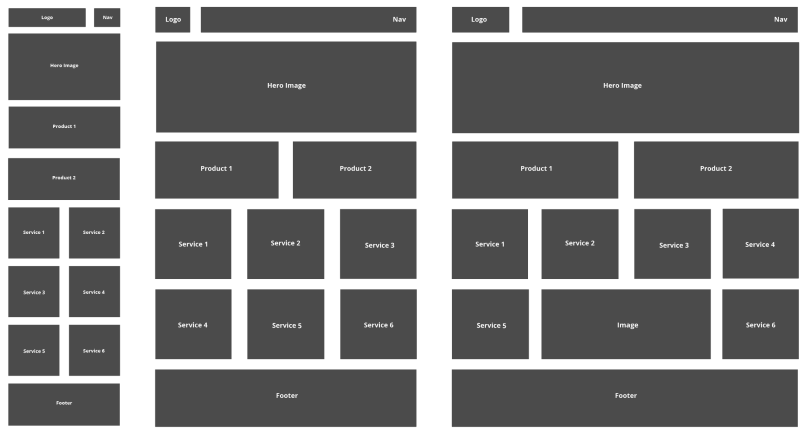 Logo
Nav
Hero Image
Product 1
Product 2
Service 1
Service 2
Service 3
Service 4
Service 5
Service 6
Footer
Logo
Nav
Hero Image
Product 1
Product 2
Service 1
Service 2
Service 3
Service 4
Service 5
Service 6
Footer
Logo
Nav
Hero Image
Product 1
Product 2
Service 1
Service 2
Service 3
Service 4
Service 5
Image
Service 6
Footer